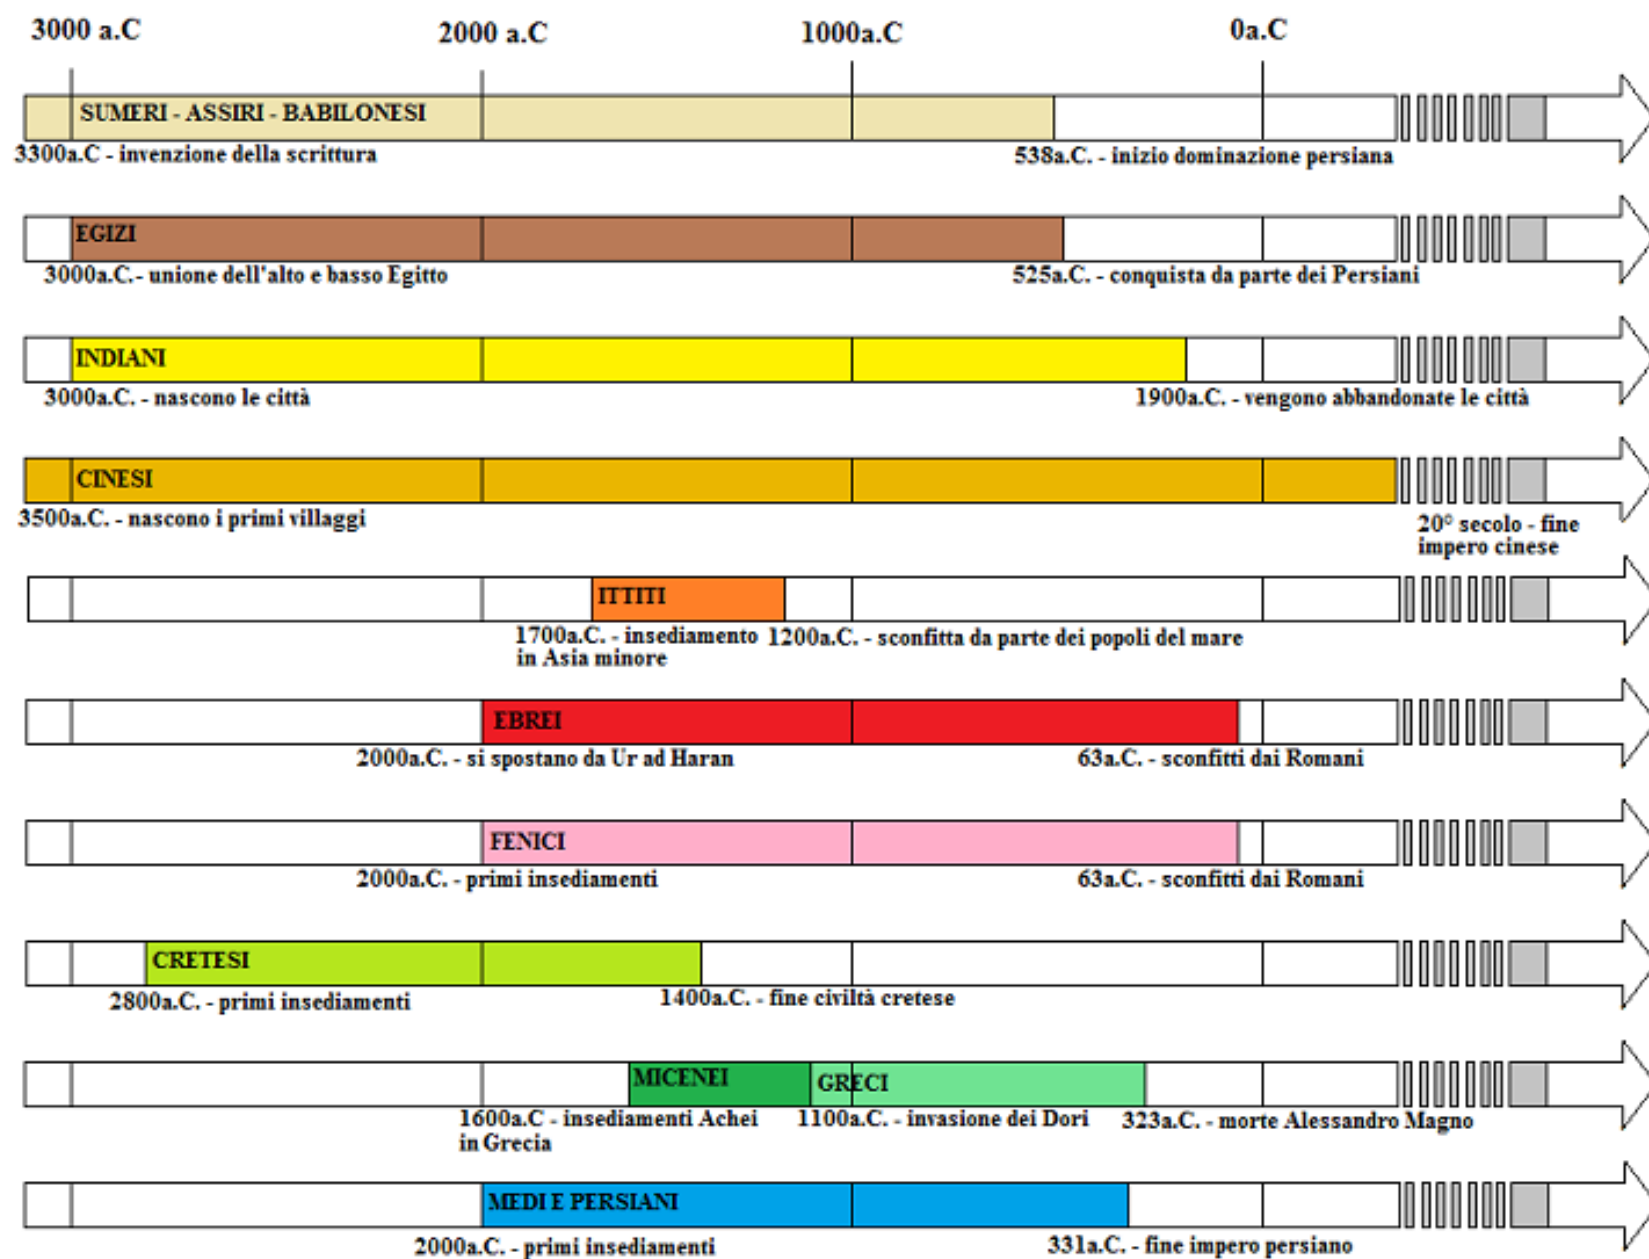 3000 a.C
2000 a.C
1000a.C
0a.C
SUMERI - ASSIRI - BABILONESI
3300a.C - invenzione della scrittura
538a.C. - inizio dominazione persiana
EGIZI
3000a.C.- unione dell'alto e basso Egitto
525a.C. - conquista da parte dei Persiani
INDIANI
3000a.C. - nascono le città
1900a.C. - vengono abbandonate le città
CINESI
3500a.C. - nascono i primi villaggi
20° secolo - fine
impero cinese
ITTITI
1700a.C. - insediamento
in Asia minore
1200a.C. - sconfitta da parte dei popoli del mare
EBREI
2000a.C. - si spostano da Ur ad Haran
63a.C. - sconfitti dai Romani
FENICI
2000a.C. - primi insediamenti
63a.C. - sconfitti dai Romani
CRETESI
2800a.C. - primi insediamenti
1400a.C. - fine civiltà cretese
MICENEI
GRECI
1600a.C - insediamenti Achei
in Grecia
1100a.C. - invasione dei Dori
323a.C. - morte Alessandro Magno
MEDI E PERSIANI
2000a.C. - primi insediamenti
331a.C. - fine impero persiano